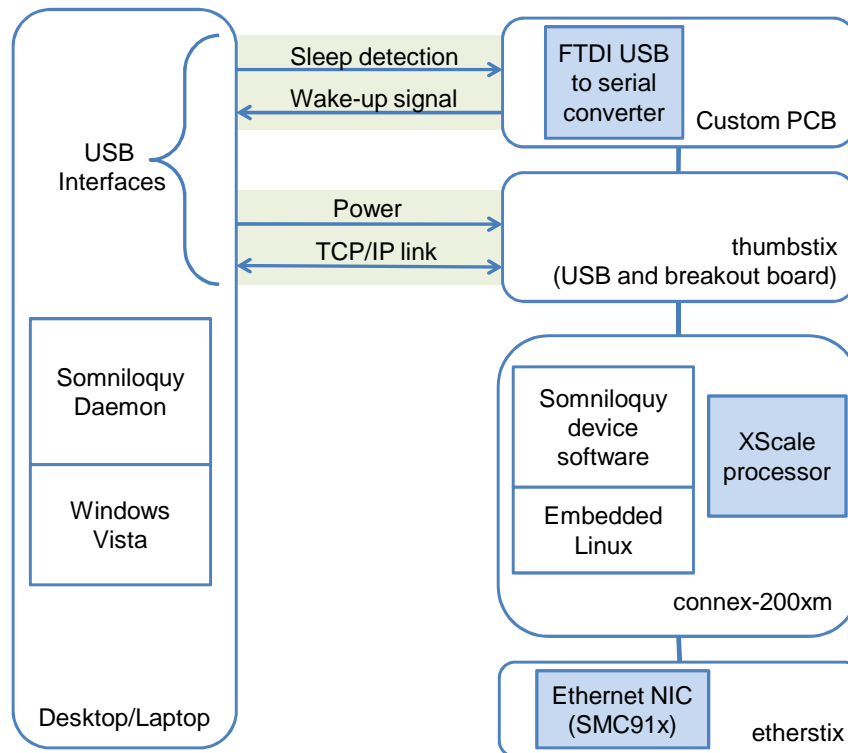 USB
Interfaces
Somniloquy
Daemon
Windows
Vista
Desktop/Laptop
Sleep detection
Wake-up signal
Power
TCP/IP link
FTDI USB
to serial
converter
Custom PCB
thumbstix
(USB and breakout board)
Somniloquy
device
software
Embedded
Linux
XScale
processor
connex-200xm
Ethernet NIC
(SMC91x)
etherstix